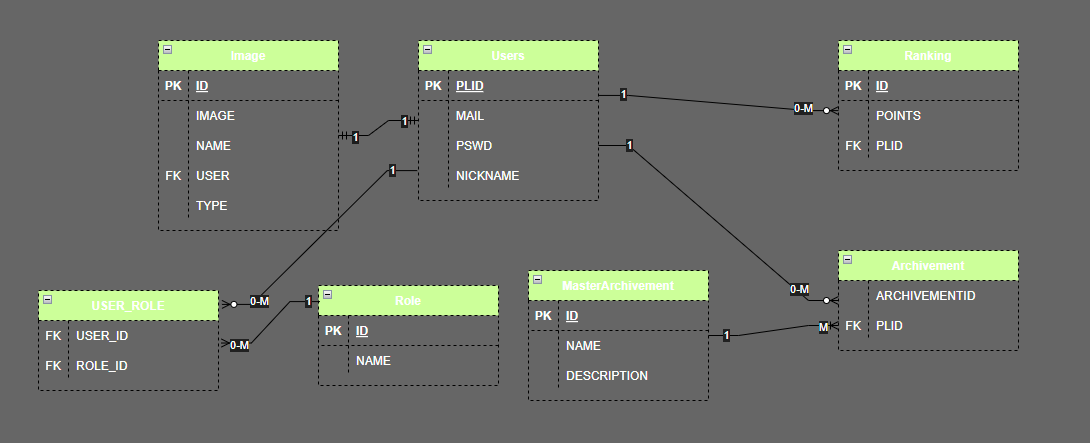 Image
PK ID
IMAGE
NAME
FK USER
TYPE
Users
PK PLID
MAIL
PSWD
NICKNAME
Ranking
PK ID
POINTS
FK PLID
1
1
1
0-M
1
0-M
1
0-M
USER_ROLE
FK USER_ID
FK ROLE_ID
1
0-M
Role
PK ID
NAME
MasterArchivement
PK ID
NAME
DESCRIPTION
1
M
Archivement
ARCHIVEMENTID
FK PLID